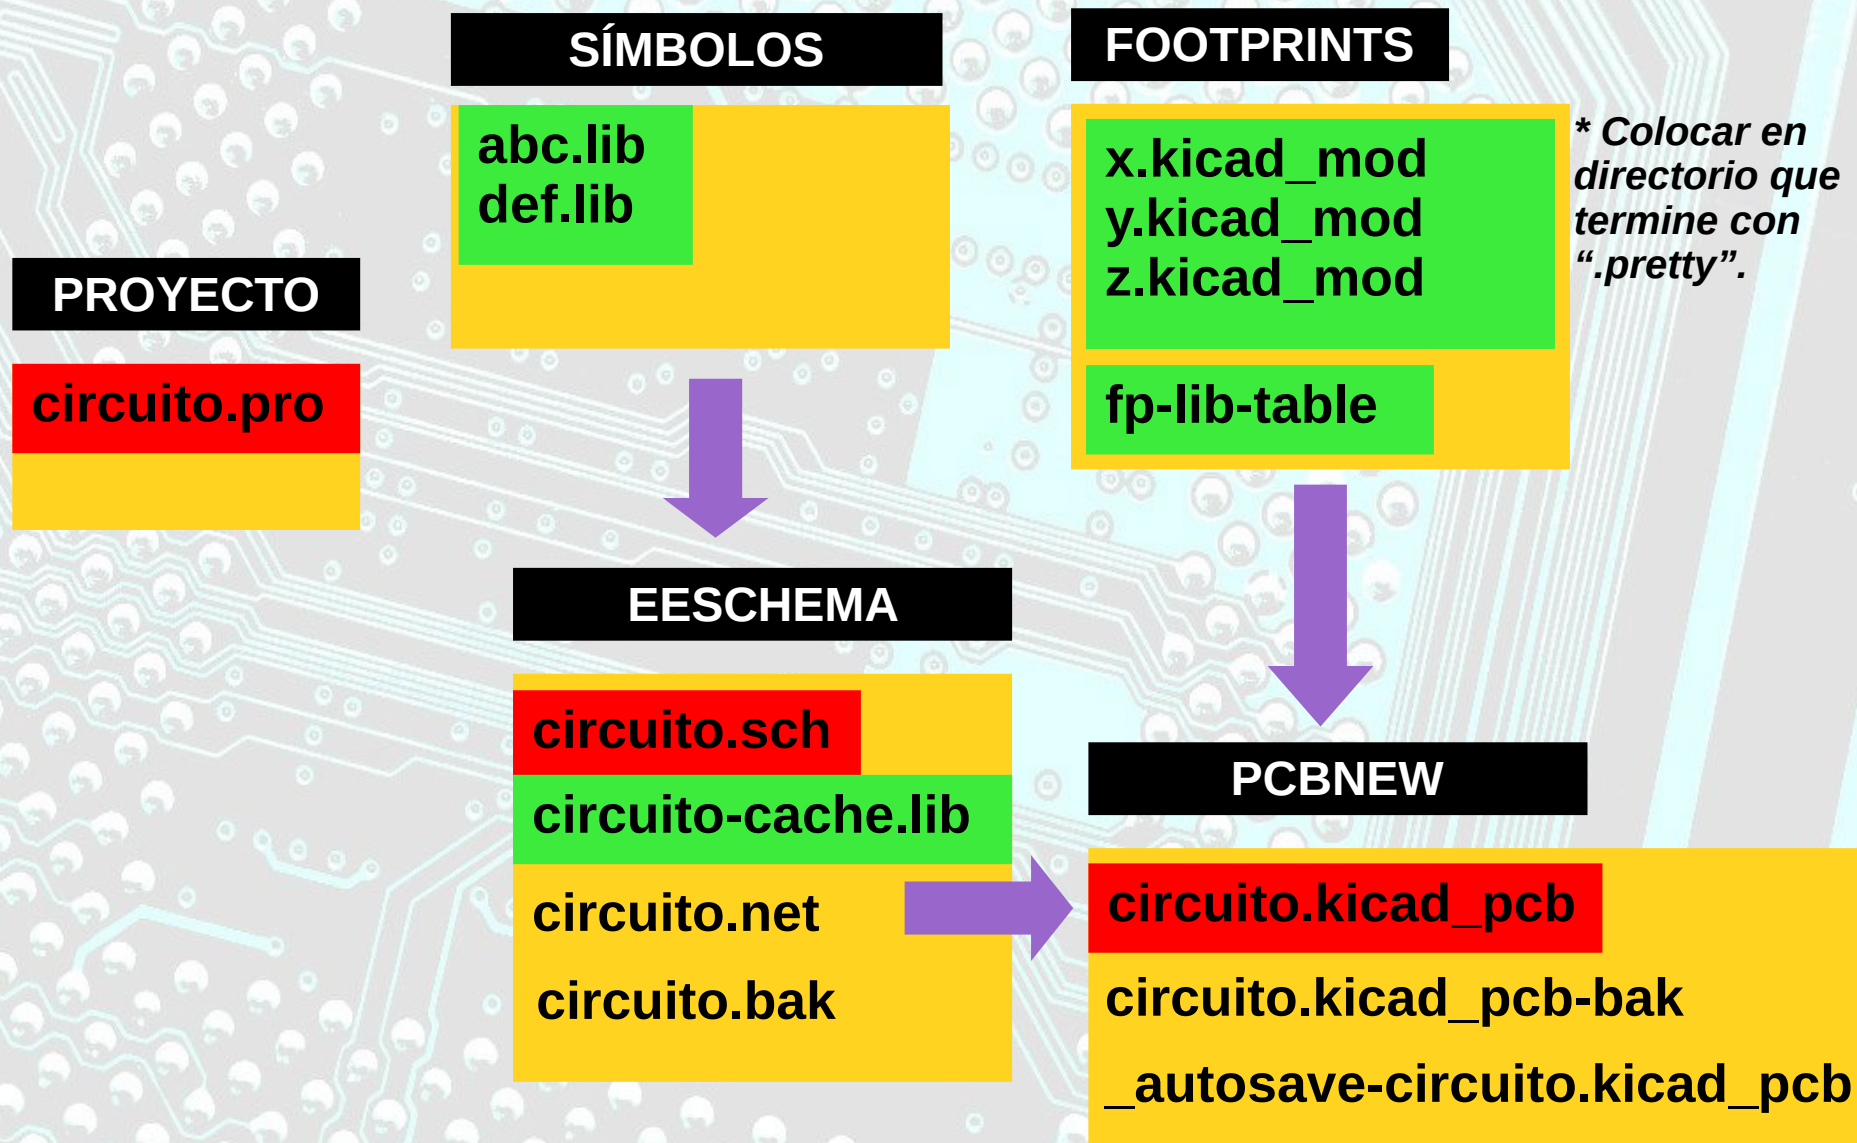 SÍMBOLOS
abc.lib
def.lib
FOOTPRINTS
x.kicad_mod
y.kicad_mod
z.kicad_mod
fp-lib-table
* Colocar en
directorio que
termine con
“.pretty”.
PROYECTO
circuito.pro
EESCHEMA
circuito.sch
circuito-cache.lib
circuito.net
circuito.bak
PCBNEW
circuito.kicad_pcb
circuito.kicad_pcb-bak
_autosave-circuito.kicad_pcb